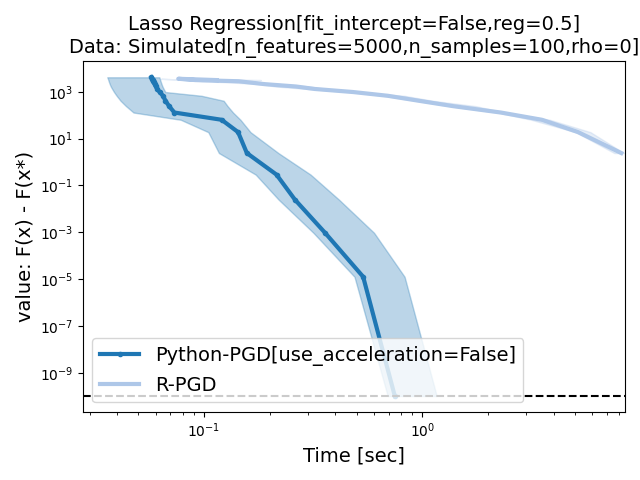 Lasso Regression[fit_intercept=False,reg=0.5]
Data: Simulated[n_features=5000,n_samples=100,rho=0]
value: F(x) - F(x*)
10³
10¹
10⁻¹
10⁻³
10⁻⁵
10⁻⁷
10⁻⁹
Python-PGD[use_acceleration=False]
R-PGD
10⁻¹ 10⁰
Time [sec]